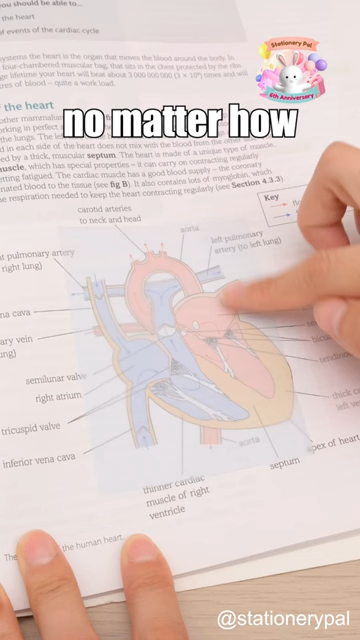 you should be able to...
the heart
of events of the cardiac cycle
Stationery Pal
6th Anniversary
systems the heart is the organ that moves the blood around the body. In
four-chambered muscular bag, that sits in the chest protected by the ribs
ge lifetime your heart will beat about 3 000 000 000 (3 × 10⁹) times and will
tres of blood – quite a work load.
f the heart
no matter how
other mammalian
orking in perfect
the lungs. The
d in each side of the heart does not mix with the blood from the other
ed by a thick, muscular septum. The heart is made of a unique type of muscle,
muscle, which has special properties – it can carry on contracting regularly
etting fatigued. The cardiac muscle has a good blood supply – the coronary
nated blood to the tissue (see fig B). It also contains lots of myoglobin, which
he respiration needed to keep the heart contracting regularly (see Section 4.3.3).
carotid arteries
to neck and head
aorta
left pulmonary
artery (to left lung)
Key
t pulmonary artery
right lung)
na cava
ary vein
ung)
semilunar valve
right atrium
tricuspid valve
inferior vena cava
thinner cardiac
muscle of right
ventricle
aorta
septum
apex of heart
thick
left
The
the human heart.
@stationerypal